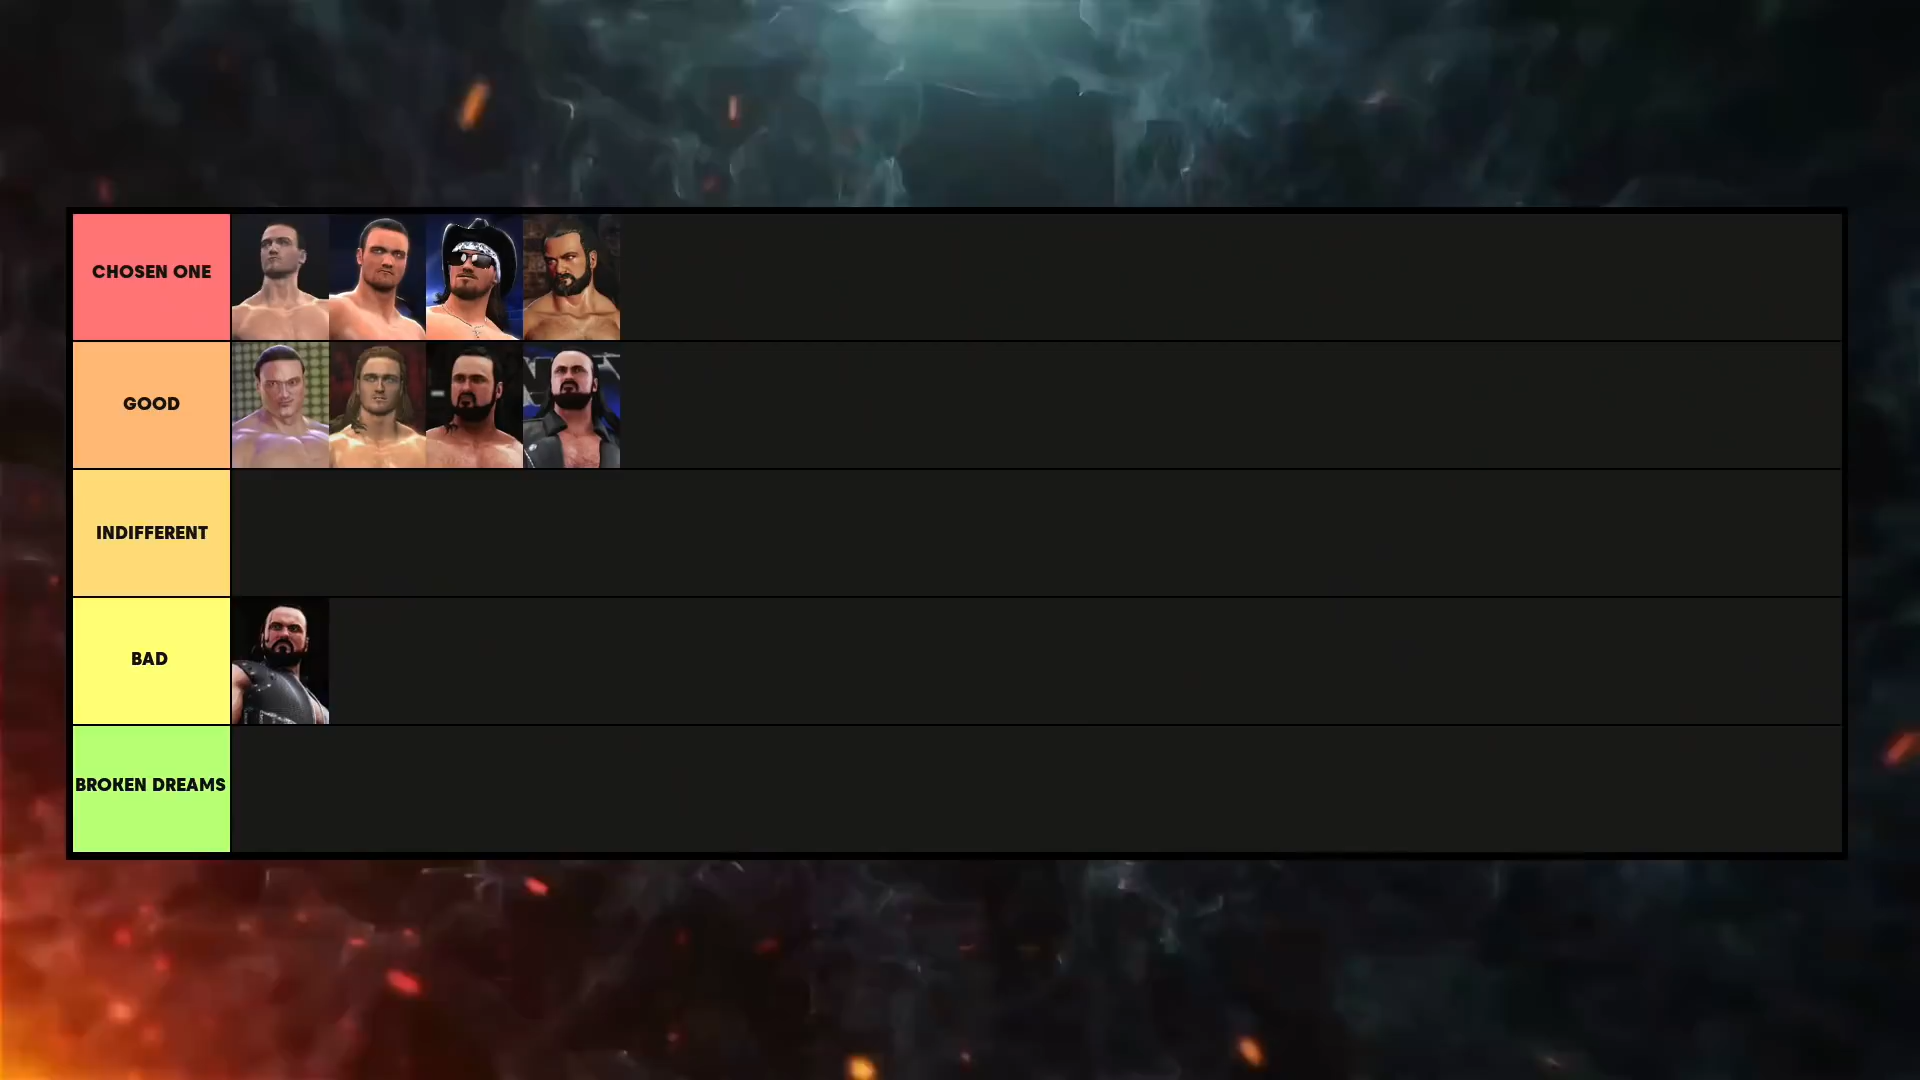 CHOSEN ONE
GOOD
INDIFFERENT
BAD
BROKEN DREAMS